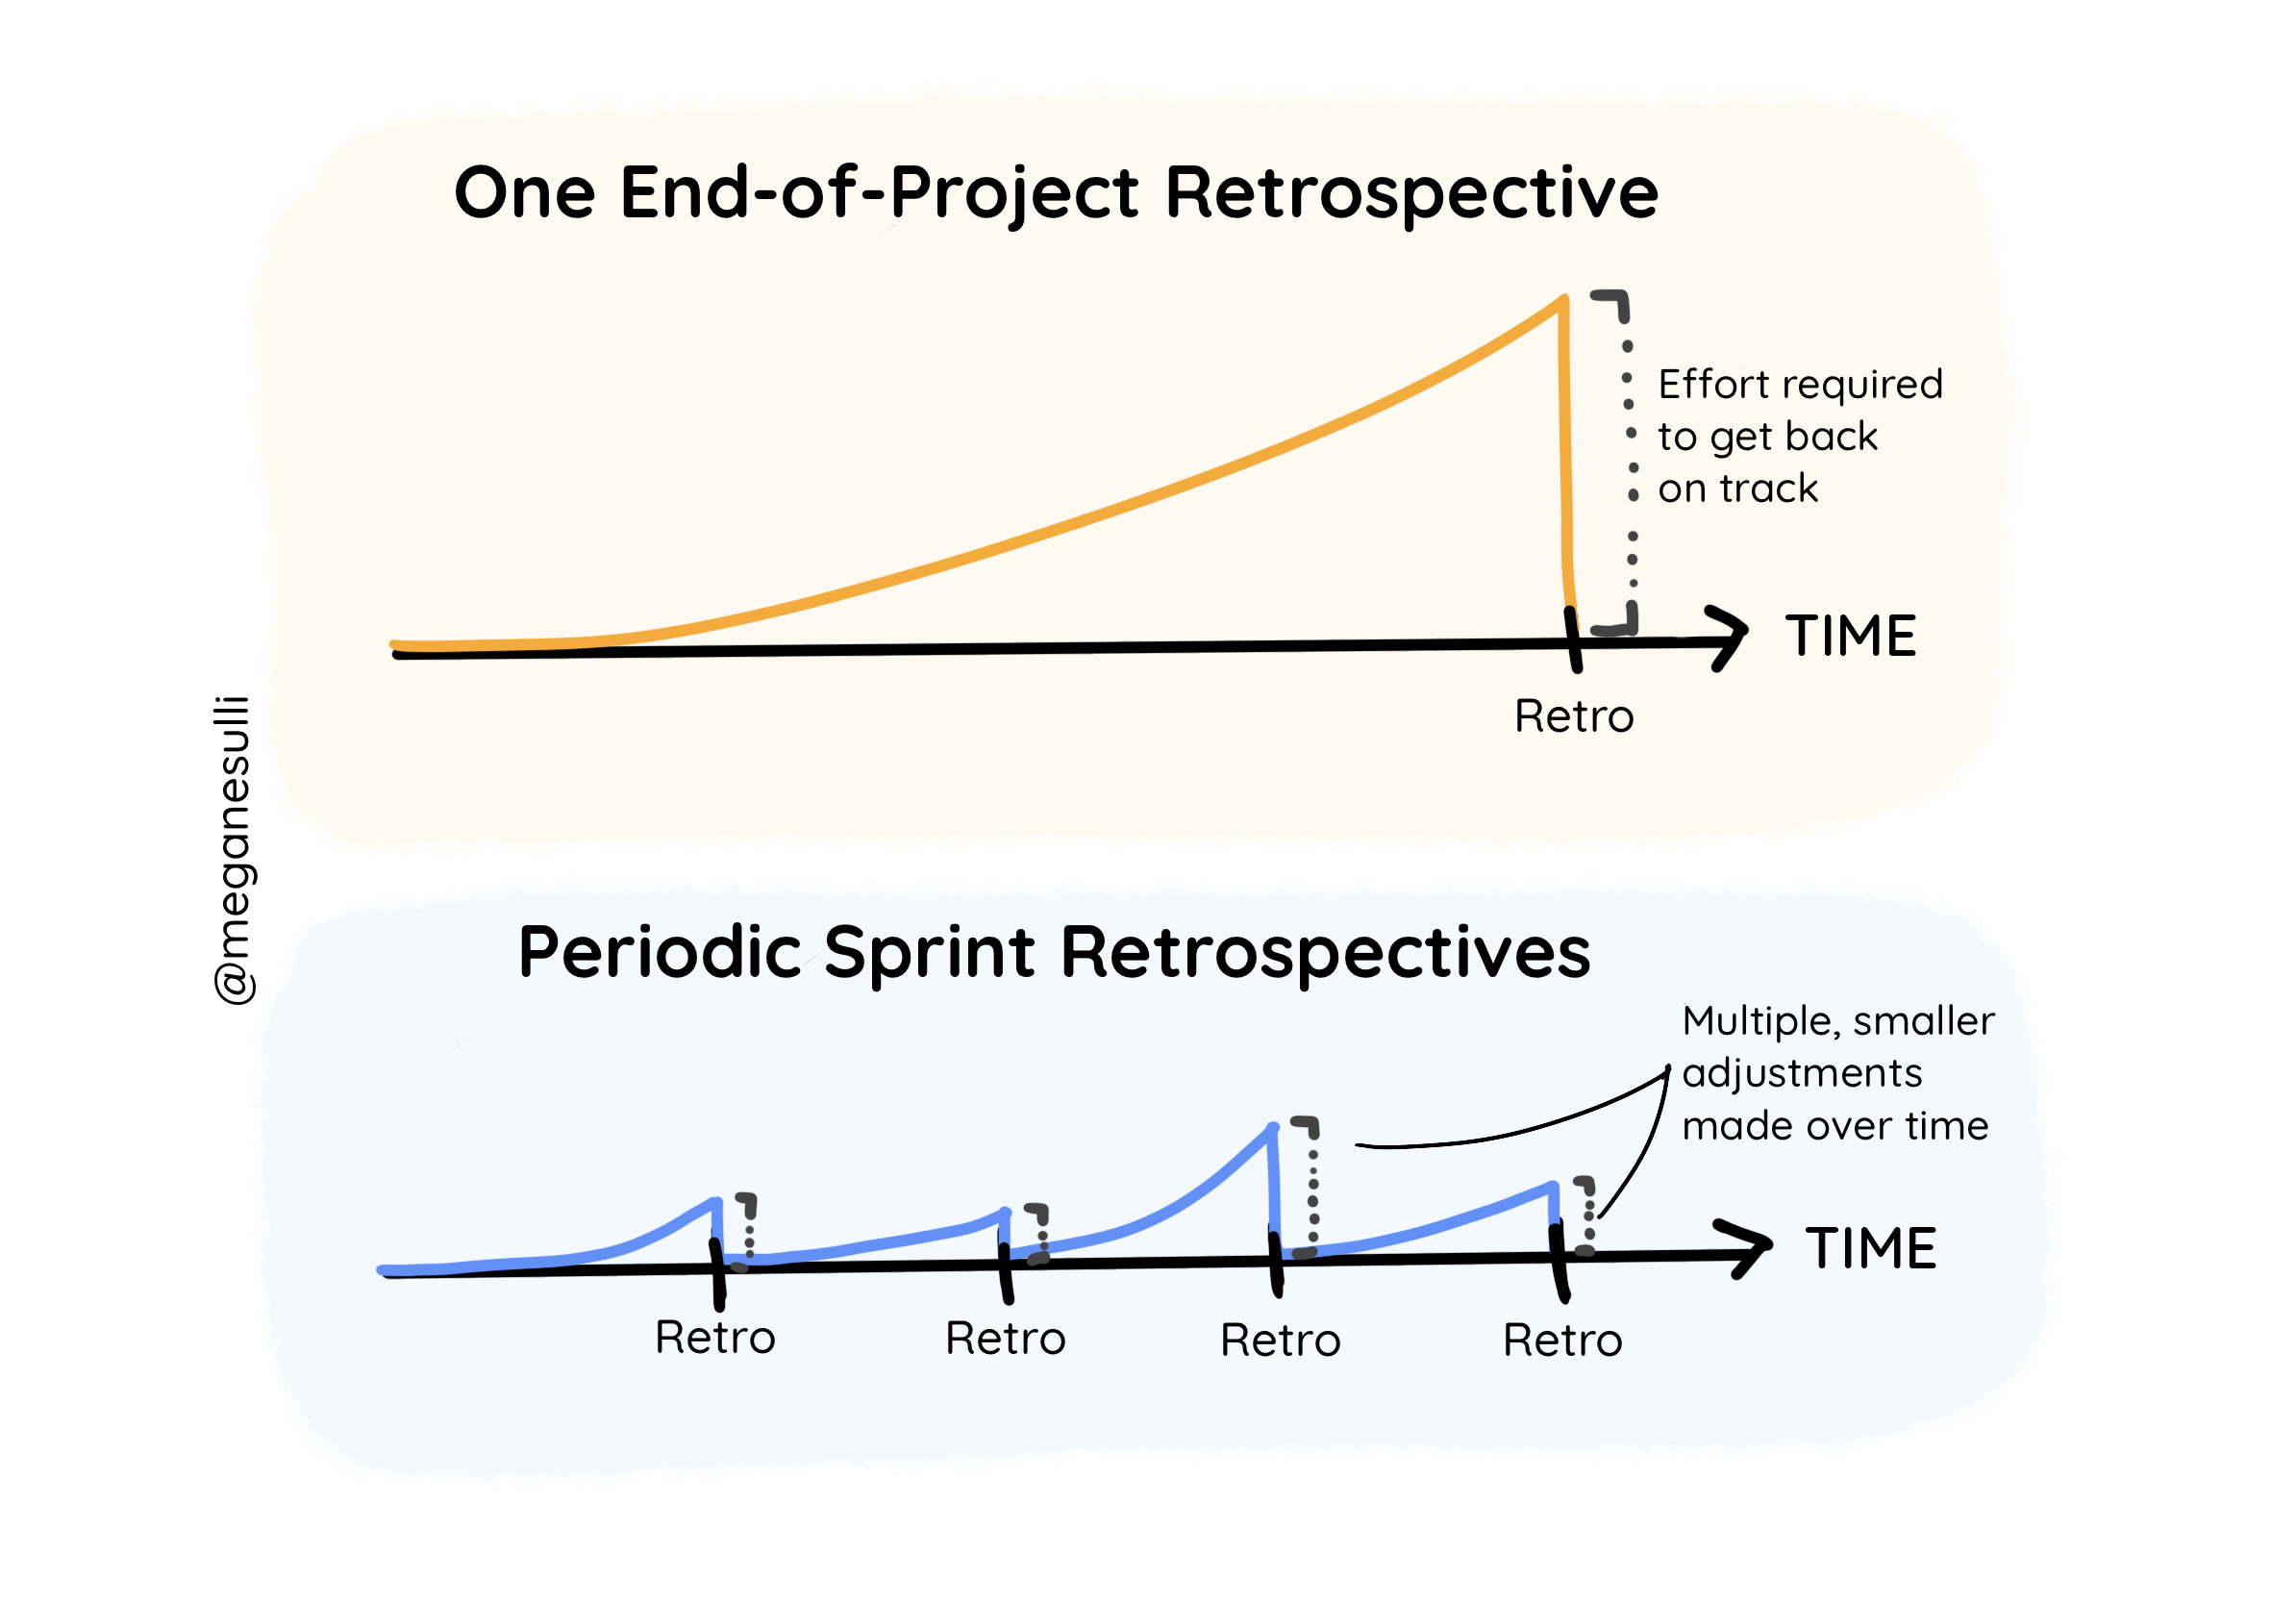 One End-of-Project Retrospective
Effort required
to get back
on track
TIME
Retro
@meganesulli
Periodic Sprint Retrospectives
Multiple, smaller
adjustments
made over time
TIME
Retro
Retro
Retro
Retro